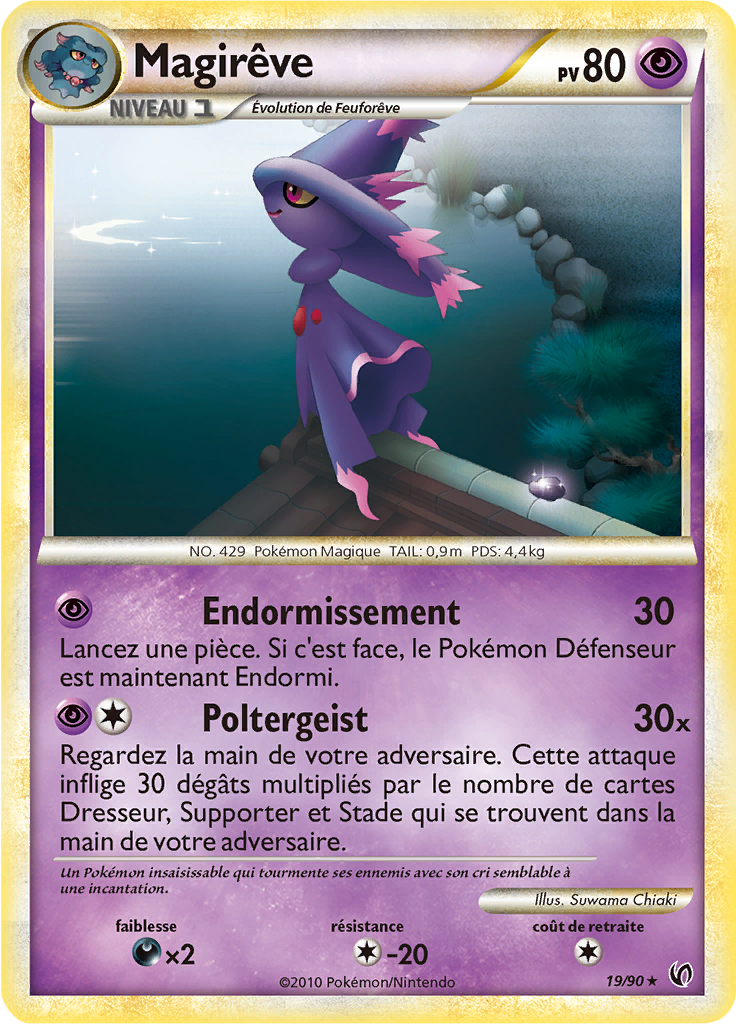 Magirêve
PV 80
NIVEAU 1
Évolution de Feuforêve
NO. 429 Pokémon Magique TAIL: 0,9m PDS: 4,4kg
Endormissement 30
Lancez une pièce. Si c'est face, le Pokémon Défenseur
est maintenant Endormi.
Poltergeist 30x
Regardez la main de votre adversaire. Cette attaque
inflige 30 dégâts multipliés par le nombre de cartes
Dresseur, Supporter et Stade qui se trouvent dans la
main de votre adversaire.
Un Pokémon insaisissable qui tourmente ses ennemis avec son cri semblable à
une incantation.
Illus. Suwama Chiaki
faiblesse résistance coût de retraite
×2 -20
©2010 Pokémon/Nintendo
19/90 ★